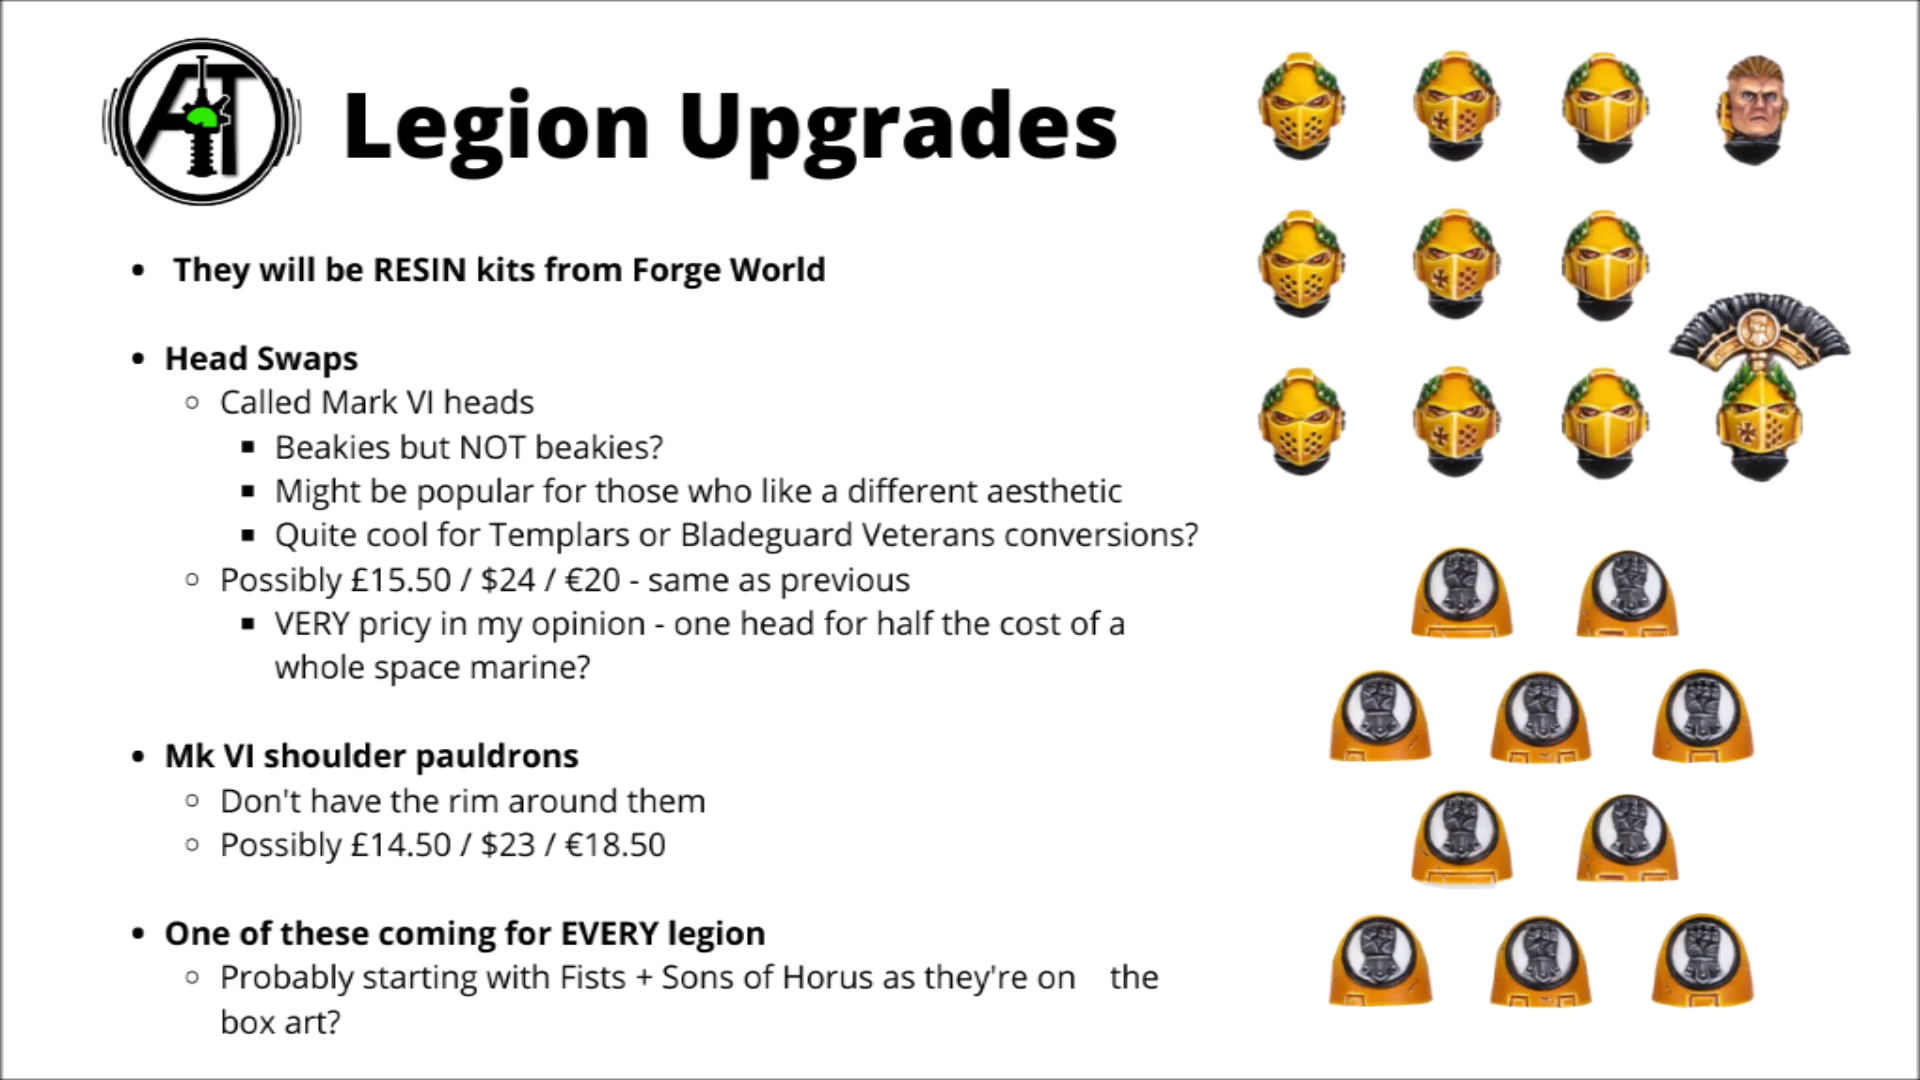 AT
Legion Upgrades
• They will be RESIN kits from Forge World
• Head Swaps
○ Called Mark VI heads
▪ Beakies but NOT beakies?
▪ Might be popular for those who like a different aesthetic
▪ Quite cool for Templars or Bladeguard Veterans conversions?
○ Possibly £15.50 / $24 / €20 - same as previous
▪ VERY pricy in my opinion - one head for half the cost of a
whole space marine?
• Mk VI shoulder pauldrons
○ Don't have the rim around them
○ Possibly £14.50 / $23 / €18.50
• One of these coming for EVERY legion
○ Probably starting with Fists + Sons of Horus as they're on the
box art?